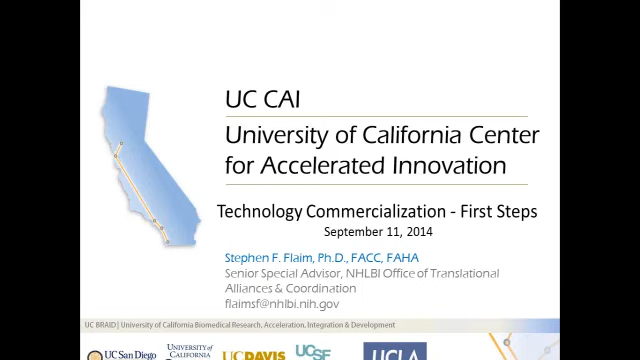 UC CAI
University of California Center
for Accelerated Innovation
Technology Commercialization - First Steps
September 11, 2014
Stephen F. Flaim, Ph.D., FACC, FAHA
Senior Special Advisor, NHLBI Office of Translational
Alliances & Coordination
flaimsf@nhlbi.nih.gov
UC BRAID | University of California Biomedical Research, Acceleration, Integration & Development
UC San Diego
UNIVERSITY of
CALIFORNIA
UC DAVIS
UCSF
UCLA